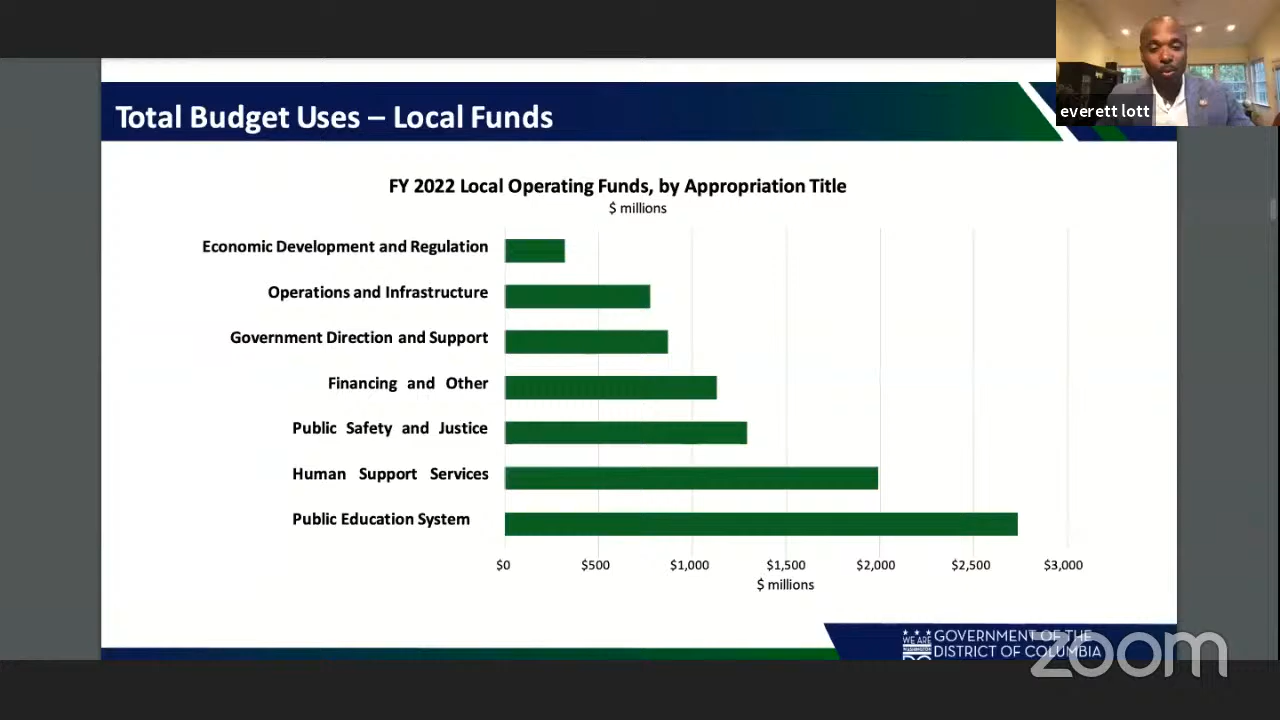 everett lott
Total Budget Uses – Local Funds
FY 2022 Local Operating Funds, by Appropriation Title
$ millions
Economic Development and Regulation
Operations and Infrastructure
Government Direction and Support
Financing and Other
Public Safety and Justice
Human Support Services
Public Education System
$0 $500 $1,000 $1,500 $2,000 $2,500 $3,000
$ millions
WE ARE
WASHINGTON
GOVERNMENT OF THE
DISTRICT OF COLUMBIA
zoom